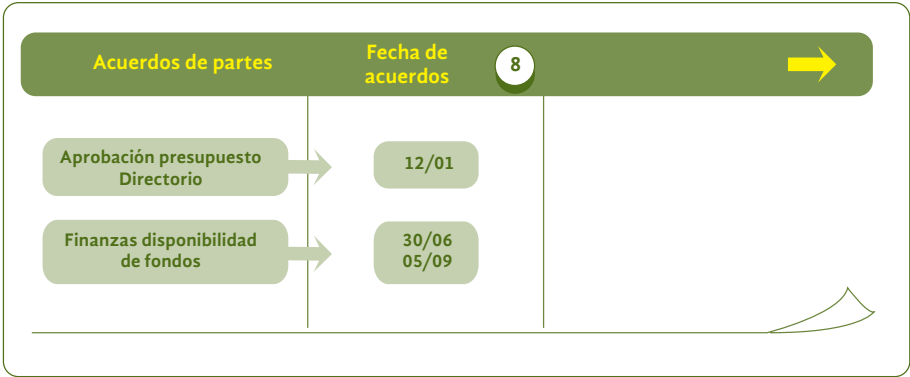 Acuerdos de partes
Fecha de
acuerdos
8
Aprobación presupuesto
Directorio
12/01
Finanzas disponibilidad
de fondos
30/06
05/09